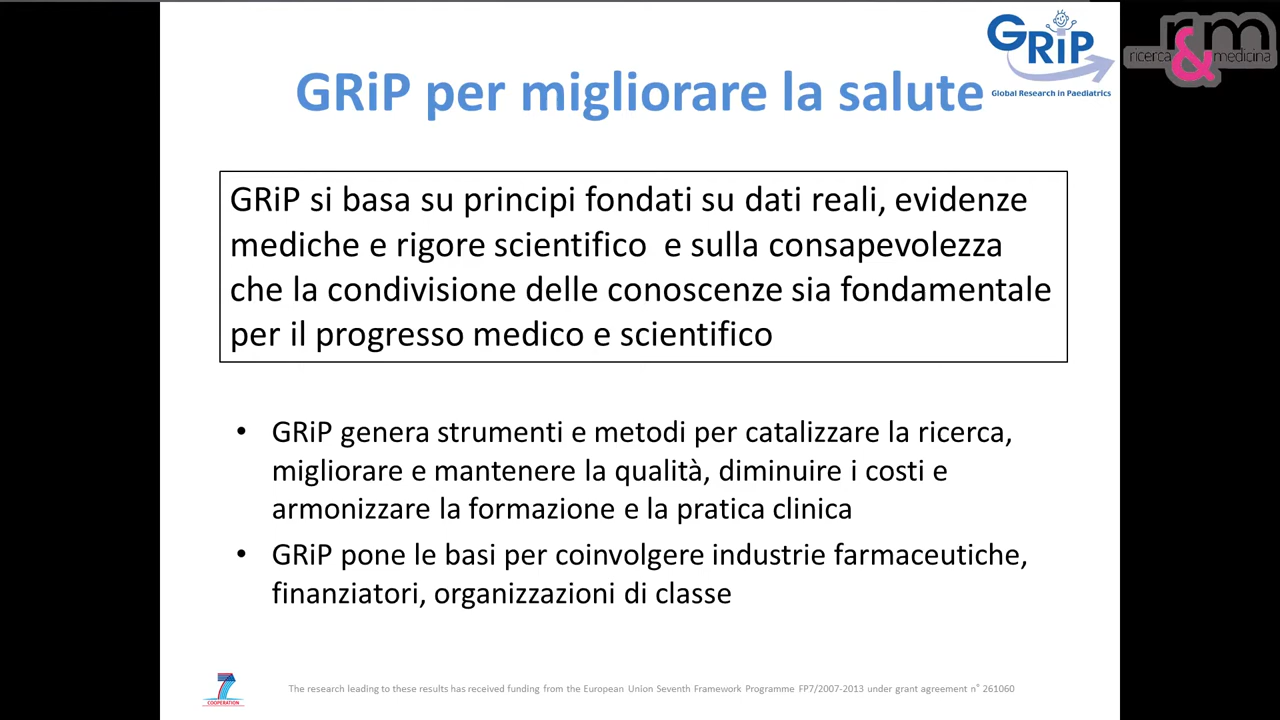 GRiP
Global Research in Paediatrics
r&m
ricerca medicina
GRiP per migliorare la salute
GRiP si basa su principi fondati su dati reali, evidenze
mediche e rigore scientifico e sulla consapevolezza
che la condivisione delle conoscenze sia fondamentale
per il progresso medico e scientifico
• GRiP genera strumenti e metodi per catalizzare la ricerca,
migliorare e mantenere la qualità, diminuire i costi e
armonizzare la formazione e la pratica clinica
• GRiP pone le basi per coinvolgere industrie farmaceutiche,
finanziatori, organizzazioni di classe
7
COOPERATION
The research leading to these results has received funding from the European Union Seventh Framework Programme FP7/2007-2013 under grant agreement n° 261060